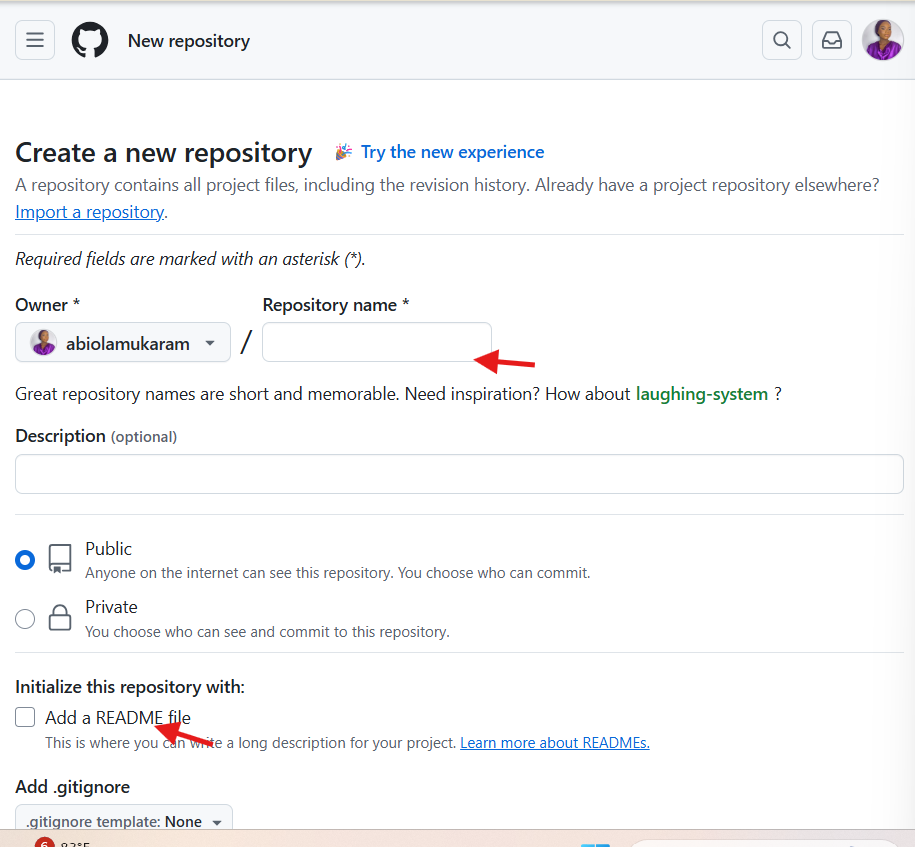 New repository
Create a new repository
Try the new experience
A repository contains all project files, including the revision history. Already have a project repository elsewhere?
Import a repository.
Required fields are marked with an asterisk (*).
Owner * Repository name *
abiolamukaram /
Great repository names are short and memorable. Need inspiration? How about laughing-system ?
Description (optional)
Public
Anyone on the internet can see this repository. You choose who can commit.
Private
You choose who can see and commit to this repository.
Initialize this repository with:
Add a README file
This is where you can write a long description for your project. Learn more about READMEs.
Add .gitignore
.gitignore template: None